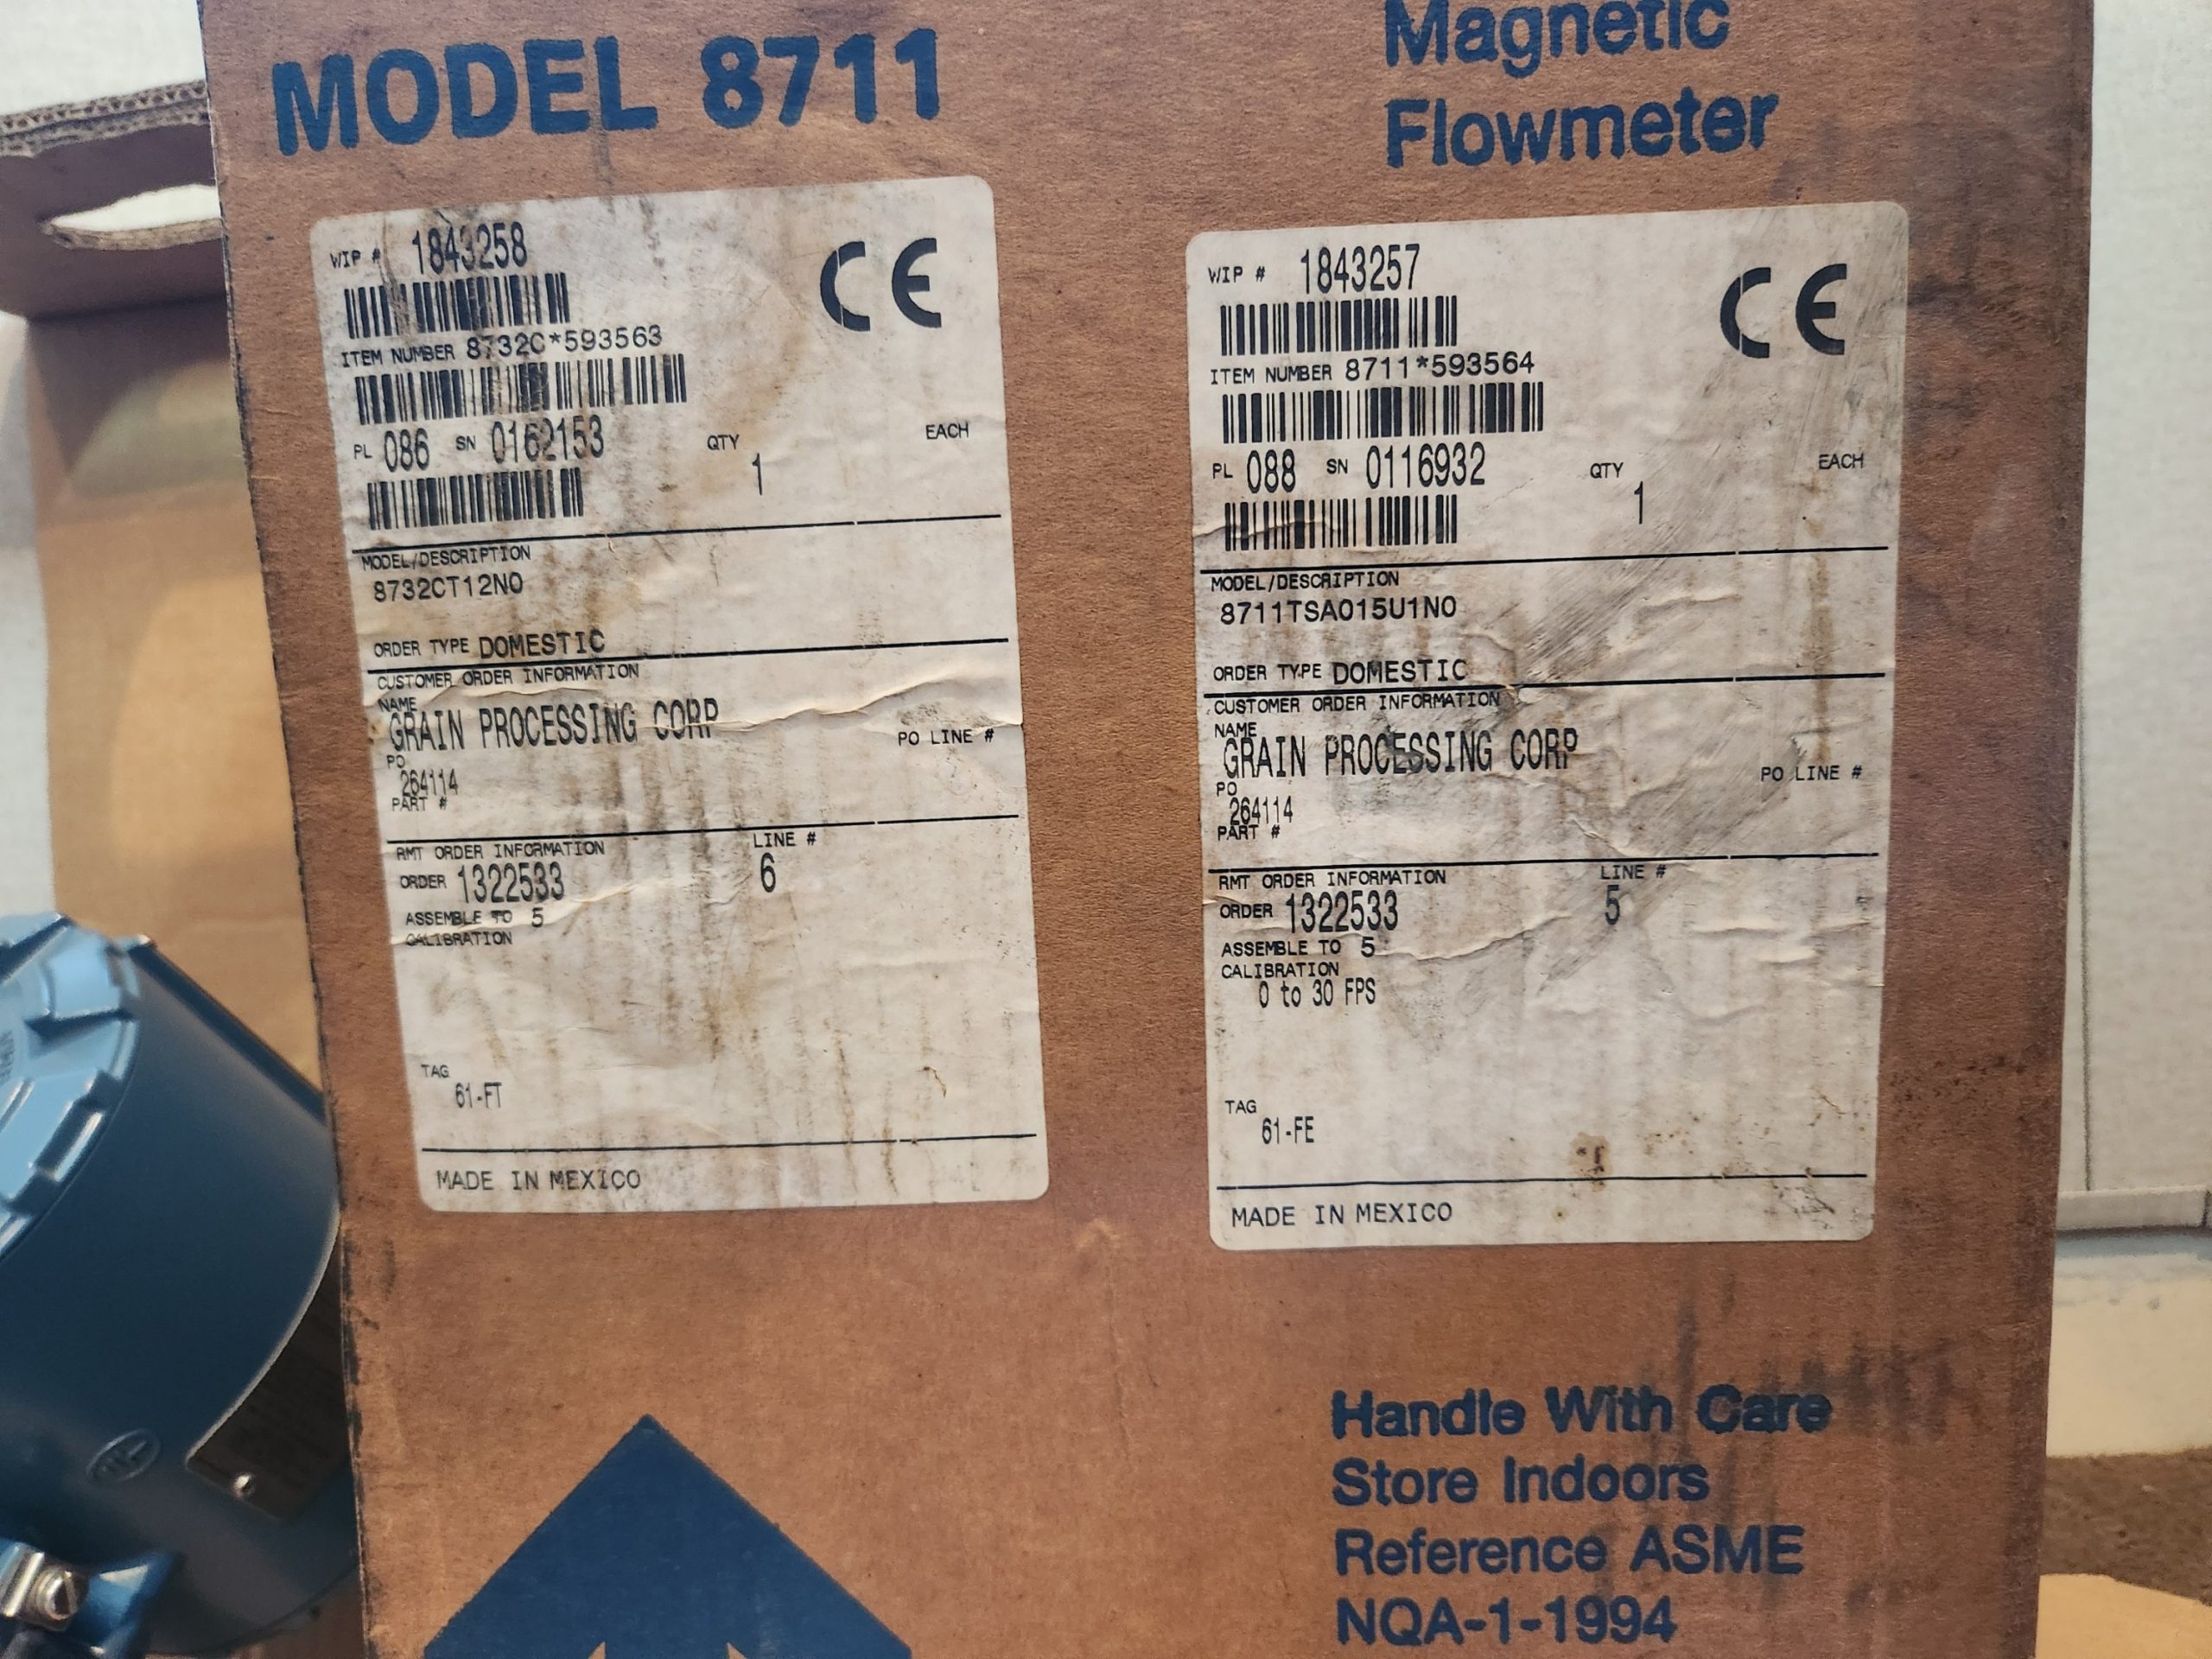 MODEL 8711
Magnetic
Flowmeter
WIP # 1843258
CE
ITEM NUMBER 8732C*593563
PL 086 SN 0162153 QTY 1 EACH
MODEL/DESCRIPTION
8732CT12N0
ORDER TYPE DOMESTIC
CUSTOMER ORDER INFORMATION
NAME
GRAIN PROCESSING CORP
PO LINE #
PO
264114
PART #
RMT ORDER INFORMATION LINE #
ORDER 1322533 6
ASSEMBLE TO 5
CALIBRATION
TAG
61-FT
MADE IN MEXICO
WIP # 1843257
CE
ITEM NUMBER 8711*593564
PL 088 SN 0116932 QTY 1 EACH
MODEL/DESCRIPTION
8711TSA015U1N0
ORDER TYPE DOMESTIC
CUSTOMER ORDER INFORMATION
NAME
GRAIN PROCESSING CORP
PO LINE #
PO
264114
PART #
RMT ORDER INFORMATION LINE #
ORDER 1322533 5
ASSEMBLE TO 5
CALIBRATION
0 to 30 FPS
TAG
61-FE
MADE IN MEXICO
Handle With Care
Store Indoors
Reference ASME
NQA-1-1994